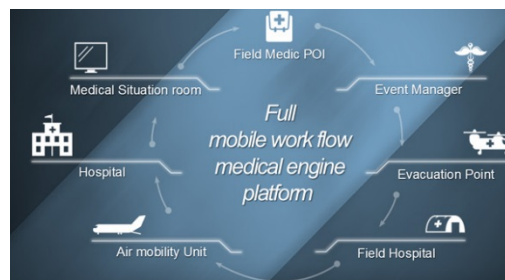 Field Medic POI
Medical Situation room
Event Manager
Full
mobile work flow
medical engine
platform
Hospital
Evacuation Point
Air mobility Unit
Field Hospital